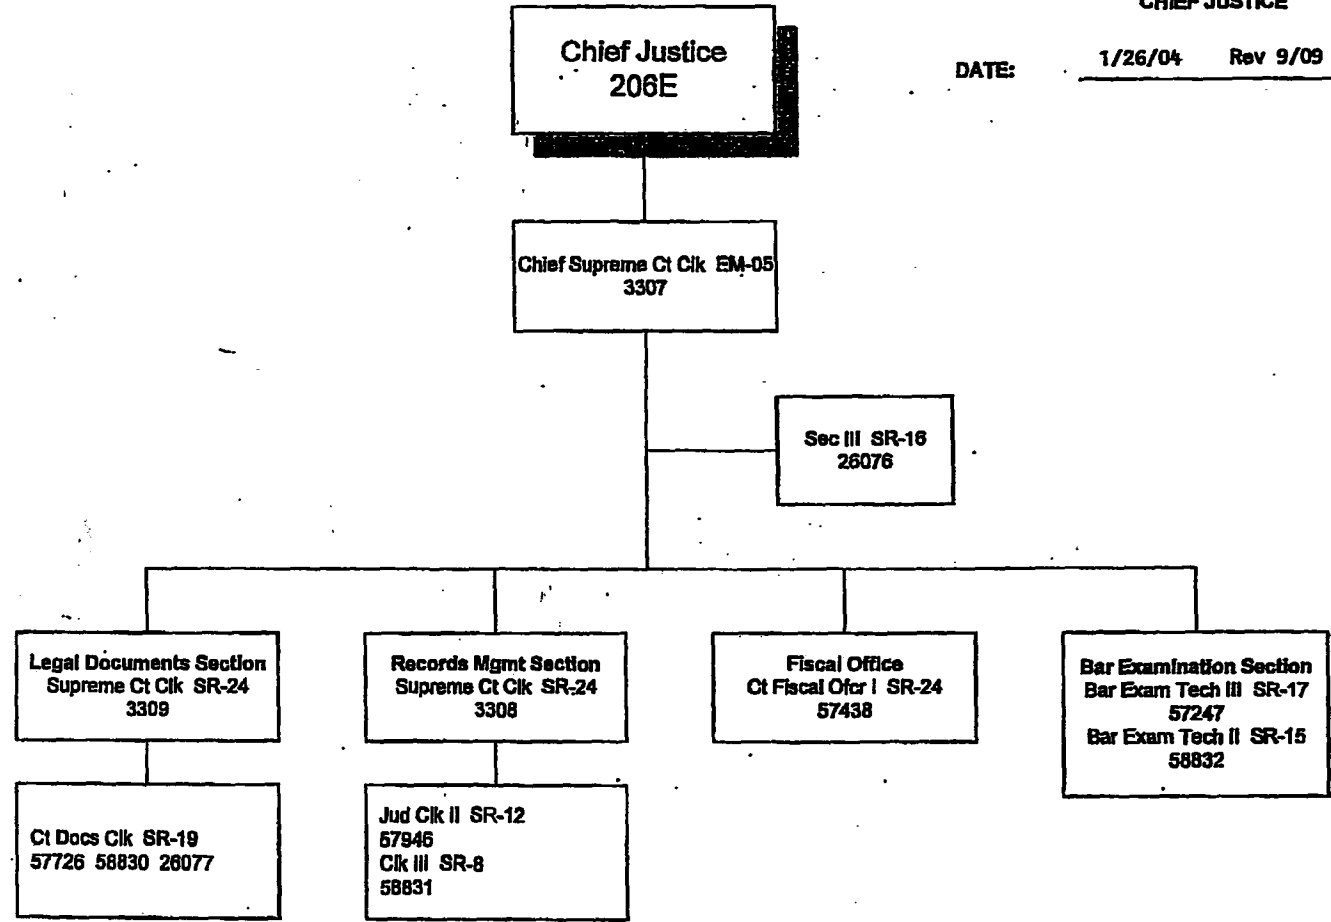 CHIEF JUSTICE
DATE: 1/26/04 Rev 9/09
Chief Justice
206E
Chief Supreme Ct Clk EM-05
3307
Sec III SR-16
26076
Legal Documents Section
Supreme Ct Clk SR-24
3309
Records Mgmt Section
Supreme Ct Clk SR-24
3308
Fiscal Office
Ct Fiscal Ofcr I SR-24
57438
Bar Examination Section
Bar Exam Tech III SR-17
57247
Bar Exam Tech II SR-15
58832
Ct Docs Clk SR-19
57726 58830 26077
Jud Clk II SR-12
57946
Clk III SR-8
58831